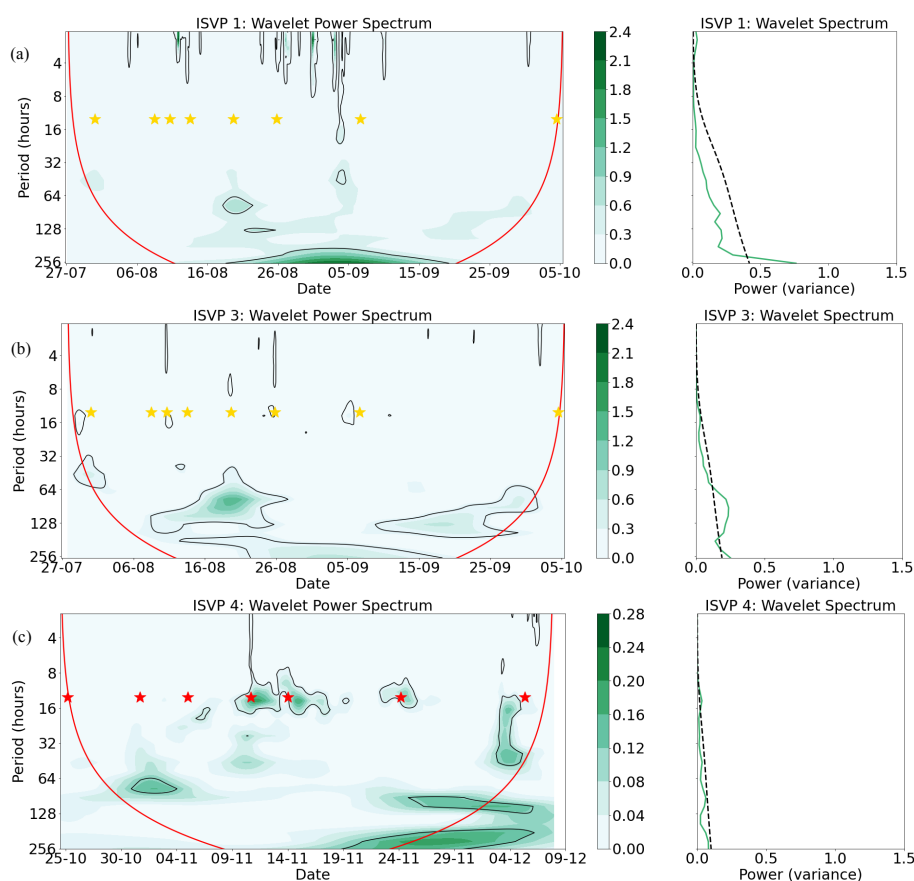 ISVP 1: Wavelet Power Spectrum
ISVP 1: Wavelet Spectrum
(a)
Period (hours)
4
8
16
32
64
128
256
27-07 06-08 16-08 26-08 05-09 15-09 25-09 05-10
Date
2.4
2.1
1.8
1.5
1.2
0.9
0.6
0.3
0.0
0.0 0.5 1.0 1.5
Power (variance)
ISVP 3: Wavelet Power Spectrum
ISVP 3: Wavelet Spectrum
(b)
Period (hours)
4
8
16
32
64
128
256
27-07 06-08 16-08 26-08 05-09 15-09 25-09 05-10
Date
2.4
2.1
1.8
1.5
1.2
0.9
0.6
0.3
0.0
0.0 0.5 1.0 1.5
Power (variance)
ISVP 4: Wavelet Power Spectrum
ISVP 4: Wavelet Spectrum
(c)
Period (hours)
4
8
16
32
64
128
256
25-10 30-10 04-11 09-11 14-11 19-11 24-11 29-11 04-12 09-12
Date
0.28
0.24
0.20
0.16
0.12
0.08
0.04
0.00
0.0 0.5 1.0 1.5
Power (variance)